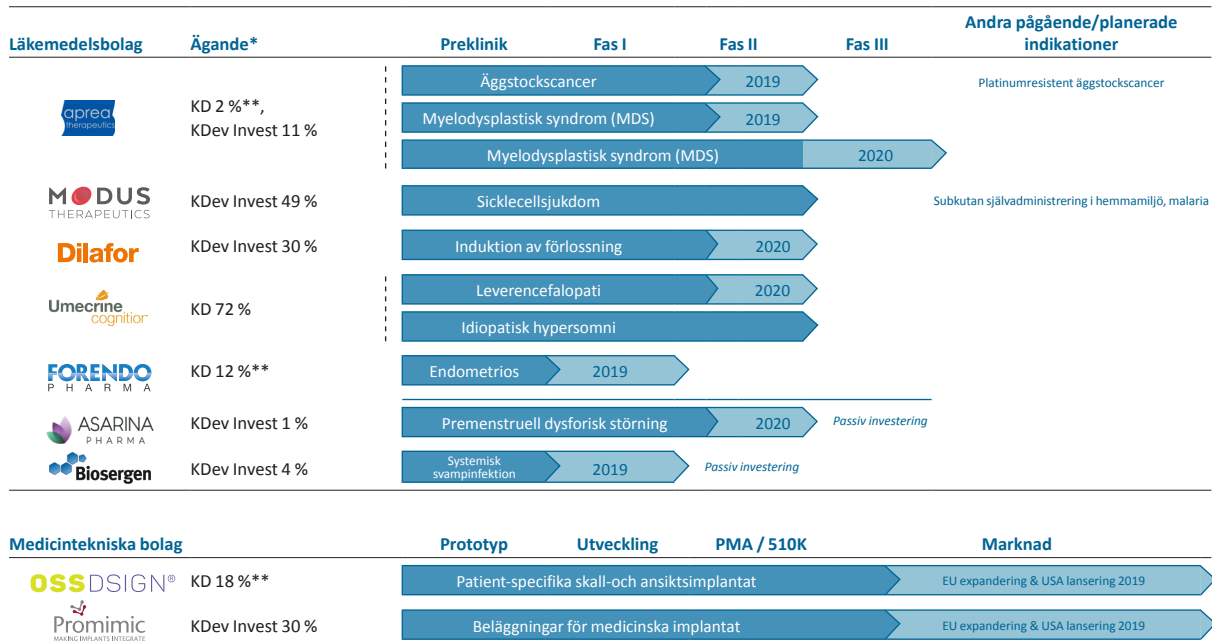 Läkemedelsbolag Ägande* Preklinik Fas I Fas II Fas III Andra pågående/planerade
indikationer
aprea
therapeutics
KD 2 %**,
KDev Invest 11 %
Äggstockscancer 2019 Platinumresistent äggstockscancer
Myelodysplastisk syndrom (MDS) 2019
Myelodysplastisk syndrom (MDS) 2020
MODUS
THERAPEUTICS
KDev Invest 49 % Sicklecellsjukdom Subkutan självadministrering i hemmamiljö, malaria
Dilafor KDev Invest 30 % Induktion av förlossning 2020
Umecrine
cognition
KD 72 %
Leverencefalopati 2020
Idiopatisk hypersomni
FORENDO
PHARMA
KD 12 %** Endometrios 2019
ASARINA
PHARMA
KDev Invest 1 % Premenstruell dysforisk störning 2020 Passiv investering
Biosergen KDev Invest 4 % Systemisk
svampinfektion 2019 Passiv investering
Medicintekniska bolag Prototyp Utveckling PMA / 510K Marknad
OSSDSIGN® KD 18 %** Patient-specifika skall-och ansiktsimplantat EU expandering & USA lansering 2019
Promimic
MAKING IMPLANTS INTEGRATE
KDev Invest 30 % Beläggningar för medicinska implantat EU expandering & USA lansering 2019